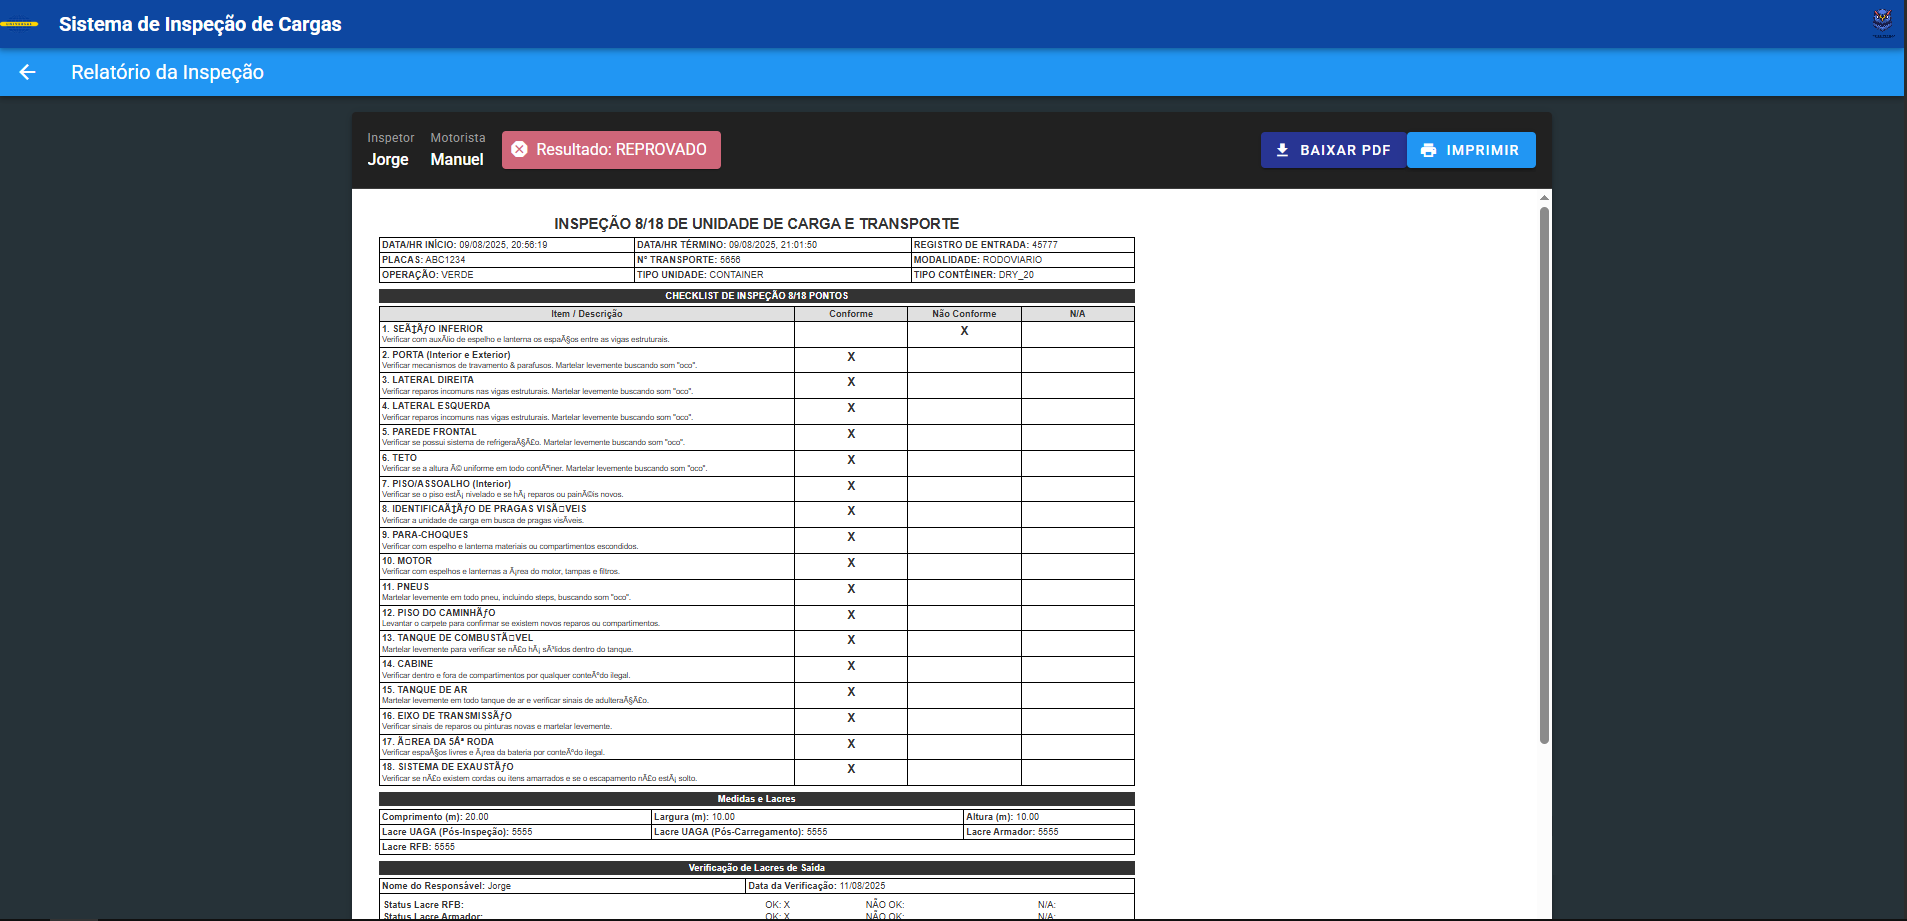 Sistema de Inspeção de Cargas
Relatório da Inspeção
Inspetor Motorista
Jorge Manuel
Resultado: REPROVADO
BAIXAR PDF
IMPRIMIR
INSPEÇÃO 8/18 DE UNIDADE DE CARGA E TRANSPORTE
DATA/HR INÍCIO: 09/08/2025, 20:56:19 DATA/HR TÉRMINO: 09/08/2025, 21:01:50 REGISTRO DE ENTRADA: 45777
PLACAS: ABC1234 Nº TRANSPORTE: 5656 MODALIDADE: RODOVIARIO
OPERAÇÃO: VERDE TIPO UNIDADE: CONTAINER TIPO CONTÊINER: DRY_20
CHECKLIST DE INSPEÇÃO 8/18 PONTOS
Item / Descrição Conforme Não Conforme N/A
1. SEÃ‡ÃƒO INFERIOR X
Verificar com auxÃ­lio de espelho e lanterna os espaÃ§os entre as vigas estruturais.
2. PORTA (Interior e Exterior) X
Verificar mecanismos de travamento & parafusos. Martelar levemente buscando som "oco".
3. LATERAL DIREITA X
Verificar reparos incomuns nas vigas estruturais. Martelar levemente buscando som "oco".
4. LATERAL ESQUERDA X
Verificar reparos incomuns nas vigas estruturais. Martelar levemente buscando som "oco".
5. PAREDE FRONTAL X
Verificar se possui sistema de refrigeraÃ§Ã£o. Martelar levemente buscando som "oco".
6. TETO X
Verificar se a altura Ã© uniforme em todo contÃªiner. Martelar levemente buscando som "oco".
7. PISO/ASSOALHO (Interior) X
Verificar se o piso estÃ¡ nivelado e se hÃ¡ reparos ou painÃ©is novos.
8. IDENTIFICAÃ‡ÃƒO DE PRAGAS VISÃ□VEIS X
Verificar a unidade de carga em busca de pragas visÃ­veis.
9. PARA-CHOQUES X
Verificar com espelho e lanterna materiais ou compartimentos escondidos.
10. MOTOR X
Verificar com espelhos e lanternas a Ã¡rea do motor, tampas e filtros.
11. PNEUS X
Martelar levemente em todo pneu, incluindo steps, buscando som "oco".
12. PISO DO CAMINHÃƒO X
Levantar o carpete para confirmar se existem novos reparos ou compartimentos.
13. TANQUE DE COMBUSTÃ□VEL X
Martelar levemente para verificar se nÃ£o hÃ¡ sÃ³lidos dentro do tanque.
14. CABINE X
Verificar dentro e fora de compartimentos por qualquer conteÃºdo ilegal.
15. TANQUE DE AR X
Martelar levemente em todo tanque de ar e verificar sinais de adulteraÃ§Ã£o.
16. EIXO DE TRANSMISSÃƒO X
Verificar sinais de reparos ou pinturas novas e martelar levemente.
17. Ã□REA DA 5Âª RODA X
Verificar espaÃ§os livres e Ã¡rea da bateria por conteÃºdo ilegal.
18. SISTEMA DE EXAUSTÃƒO X
Verificar se nÃ£o existem cordas ou itens amarrados e se o escapamento nÃ£o estÃ¡ solto.
Medidas e Lacres
Comprimento (m): 20.00 Largura (m): 10.00 Altura (m): 10.00
Lacre UAGA (Pós-Inspeção): 5555 Lacre UAGA (Pós-Carregamento): 5555 Lacre Armador: 5555
Lacre RFB: 5555
Verificação de Lacres de Saída
Nome do Responsável: Jorge Data da Verificação: 11/08/2025
Status Lacre RFB: OK: X NÃO OK: N/A:
Status Lacre Armador: OK: X NÃO OK: N/A: